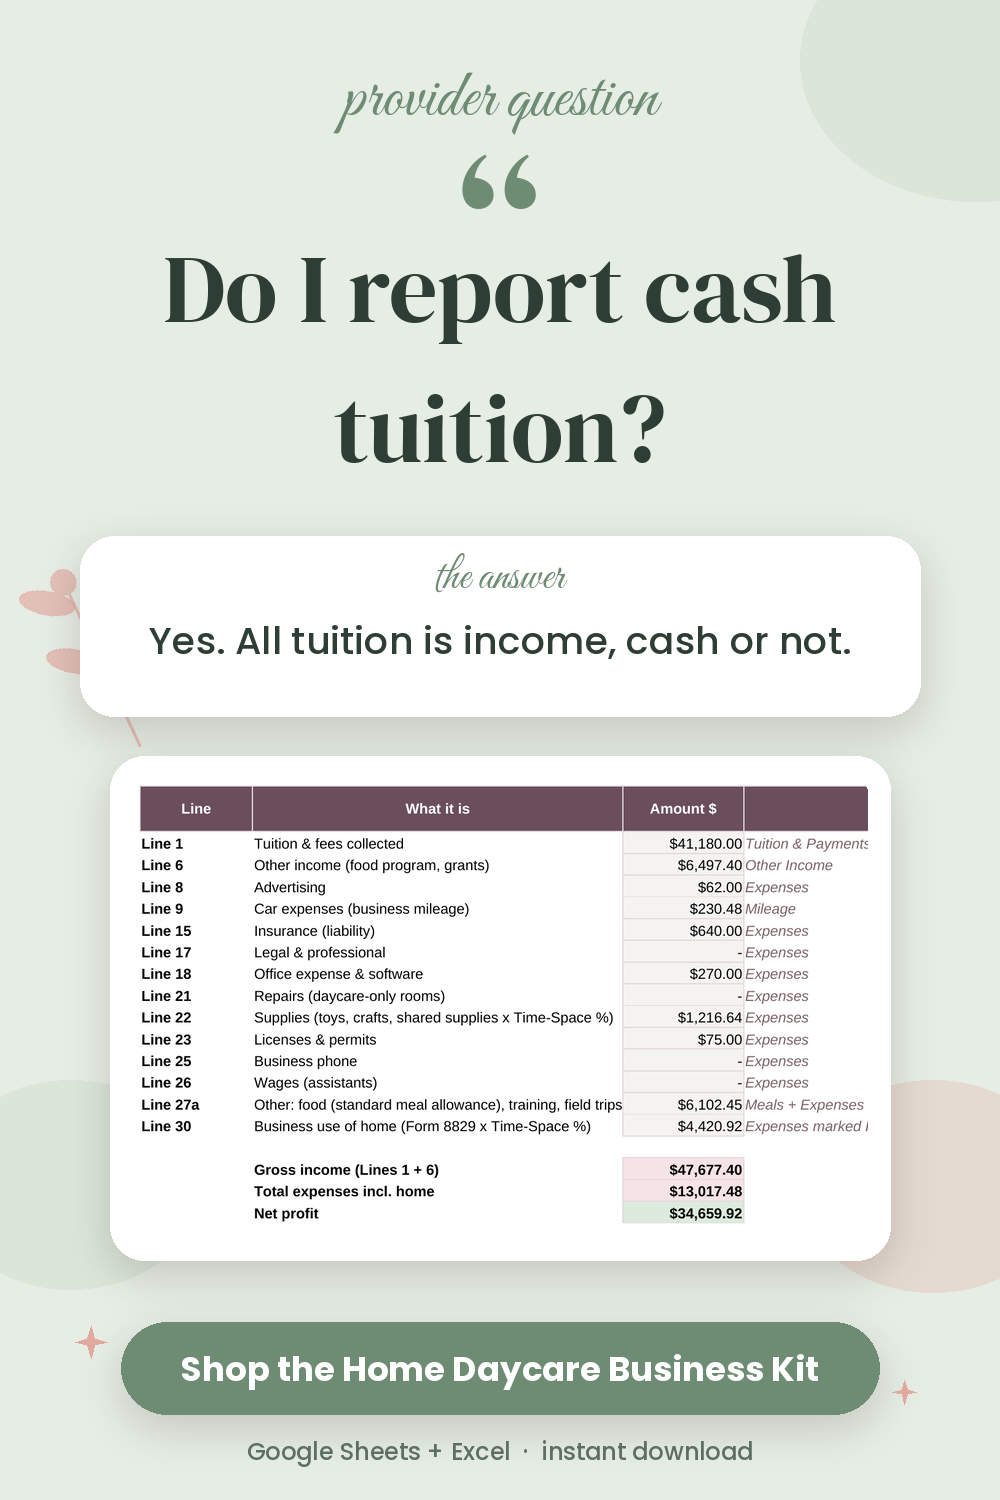 provider question
“
Do I report cash
tuition?
the answer
Yes. All tuition is income, cash or not.
Line What it is Amount $
Line 1 Tuition & fees collected $41,180.00 Tuition & Payments
Line 6 Other income (food program, grants) $6,497.40 Other Income
Line 8 Advertising $62.00 Expenses
Line 9 Car expenses (business mileage) $230.48 Mileage
Line 15 Insurance (liability) $640.00 Expenses
Line 17 Legal & professional - Expenses
Line 18 Office expense & software $270.00 Expenses
Line 21 Repairs (daycare-only rooms) - Expenses
Line 22 Supplies (toys, crafts, shared supplies x Time-Space %) $1,216.64 Expenses
Line 23 Licenses & permits $75.00 Expenses
Line 25 Business phone - Expenses
Line 26 Wages (assistants) - Expenses
Line 27a Other: food (standard meal allowance), training, field trips $6,102.45 Meals + Expenses
Line 30 Business use of home (Form 8829 x Time-Space %) $4,420.92 Expenses marked
Gross income (Lines 1 + 6) $47,677.40
Total expenses incl. home $13,017.48
Net profit $34,659.92
Shop the Home Daycare Business Kit
Google Sheets + Excel · instant download